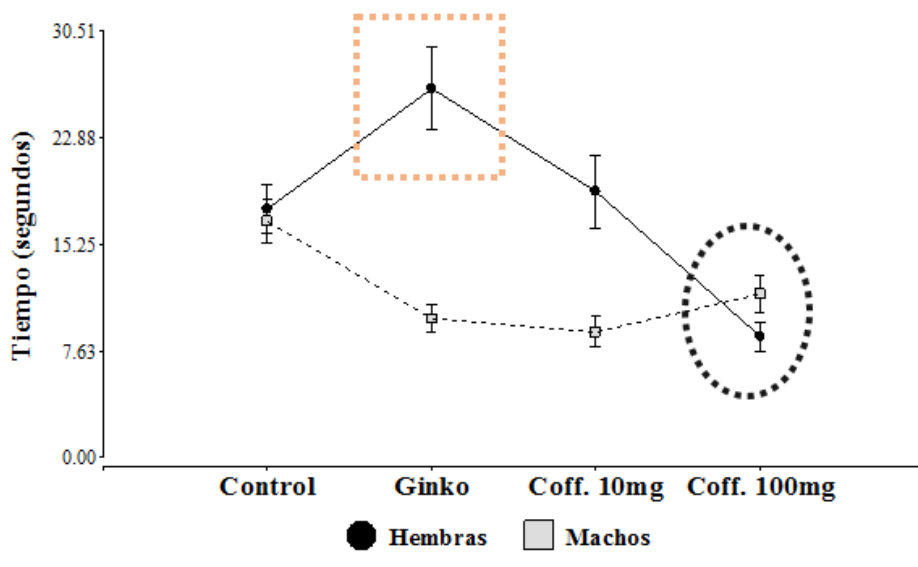 30.51
22.88
15.25
7.63
0.00
Tiempo (segundos)
Control Ginko Coff. 10mg Coff. 100mg
Hembras Machos